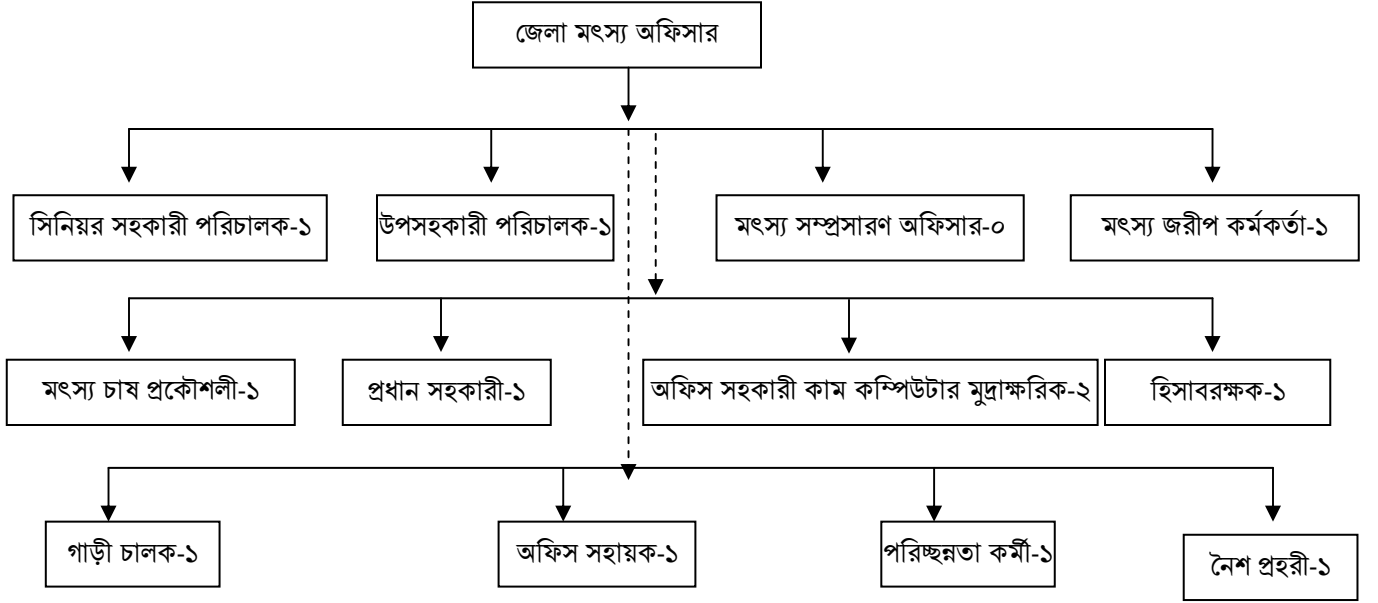 জেলা মৎস্য অফিসার
সিনিয়র সহকারী পরিচালক-১
উপসহকারী পরিচালক-১
মৎস্য সম্প্রসারণ অফিসার-০
মৎস্য জরীপ কর্মকর্তা-১
মৎস্য চাষ প্রকৌশলী-১
প্রধান সহকারী-১
অফিস সহকারী কাম কম্পিউটার মুদ্রাক্ষরিক-২
হিসাবরক্ষক-১
গাড়ী চালক-১
অফিস সহায়ক-১
পরিচ্ছন্নতা কর্মী-১
নৈশ প্রহরী-১